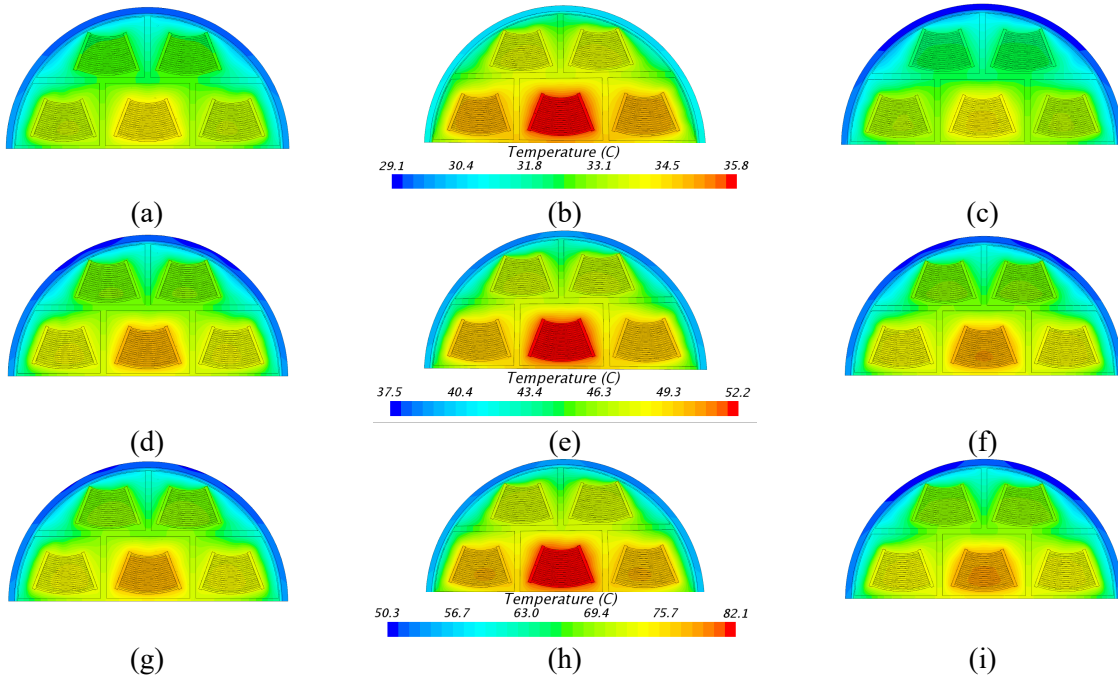 Temperature (C)
29.1 30.4 31.8 33.1 34.5 35.8
(a) (b) (c)
Temperature (C)
37.5 40.4 43.4 46.3 49.3 52.2
(d) (e) (f)
Temperature (C)
50.3 56.7 63.0 69.4 75.7 82.1
(g) (h) (i)